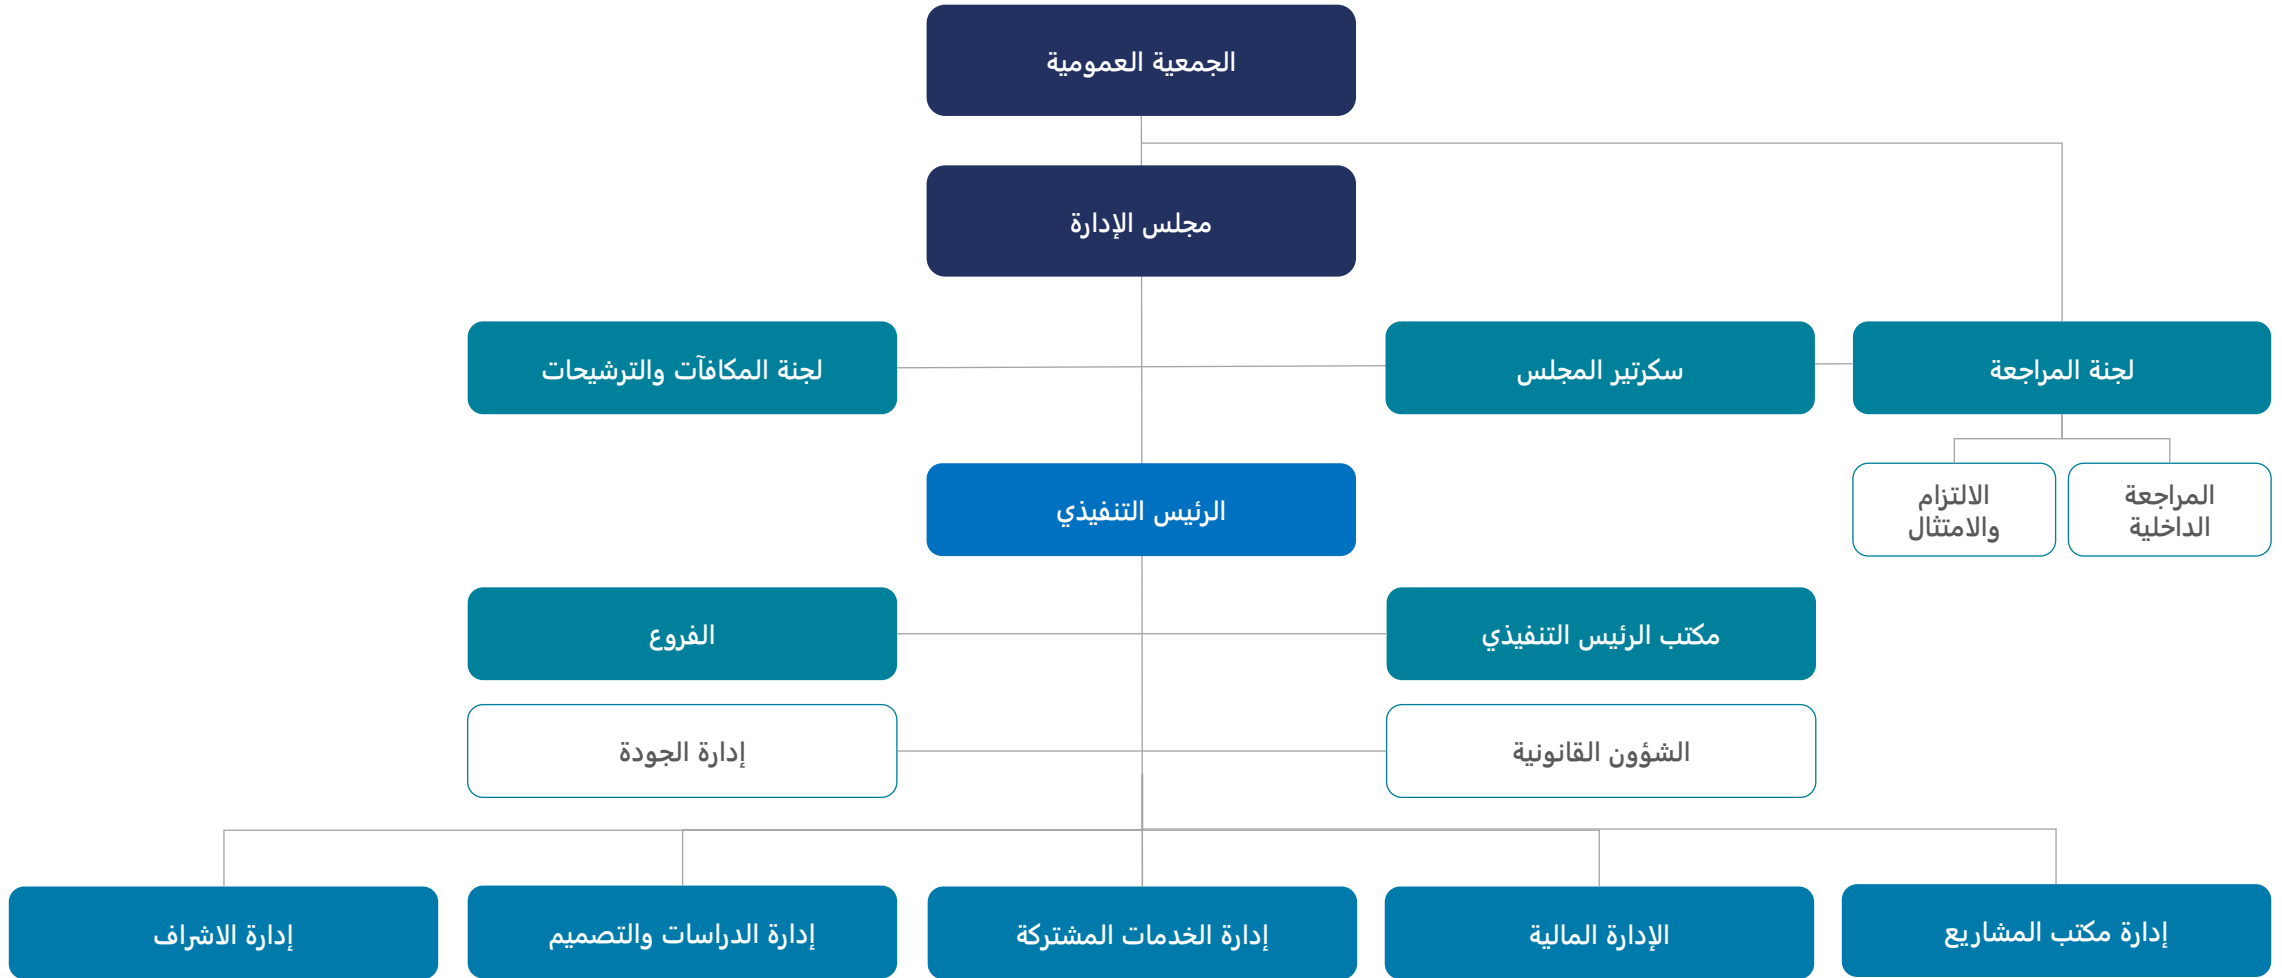 الجمعية العمومية
مجلس الإدارة
لجنة المراجعة
سكرتير المجلس
لجنة المكافآت والترشيحات
المراجعة
الداخلية
الالتزام
والامتثال
الرئيس التنفيذي
مكتب الرئيس التنفيذي
الفروع
الشؤون القانونية
إدارة الجودة
إدارة مكتب المشاريع
الإدارة المالية
إدارة الخدمات المشتركة
إدارة الدراسات والتصميم
إدارة الاشراف